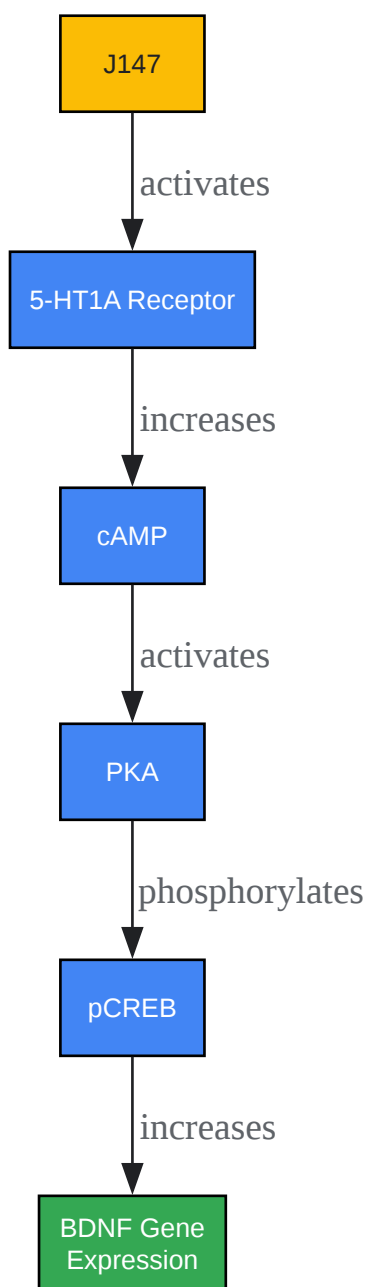 J147
activates
5-HT1A Receptor
increases
cAMP
activates
PKA
phosphorylates
pCREB
increases
BDNF Gene
Expression